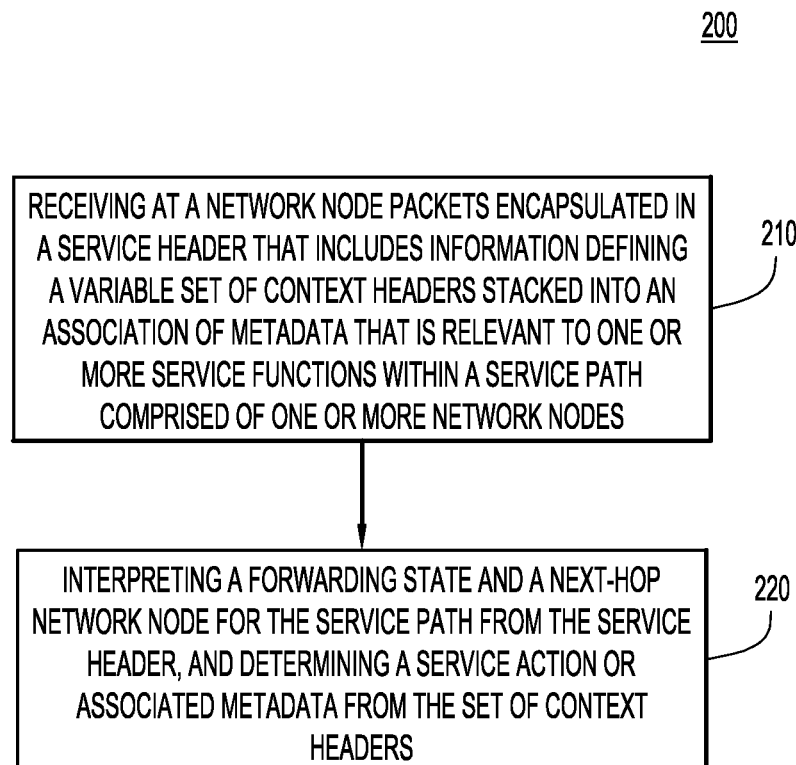 200
RECEIVING AT A NETWORK NODE PACKETS ENCAPSULATED IN
A SERVICE HEADER THAT INCLUDES INFORMATION DEFINING
A VARIABLE SET OF CONTEXT HEADERS STACKED INTO AN
ASSOCIATION OF METADATA THAT IS RELEVANT TO ONE OR
MORE SERVICE FUNCTIONS WITHIN A SERVICE PATH
COMPRISED OF ONE OR MORE NETWORK NODES
210
INTERPRETING A FORWARDING STATE AND A NEXT-HOP
NETWORK NODE FOR THE SERVICE PATH FROM THE SERVICE
HEADER, AND DETERMINING A SERVICE ACTION OR
ASSOCIATED METADATA FROM THE SET OF CONTEXT
HEADERS
220